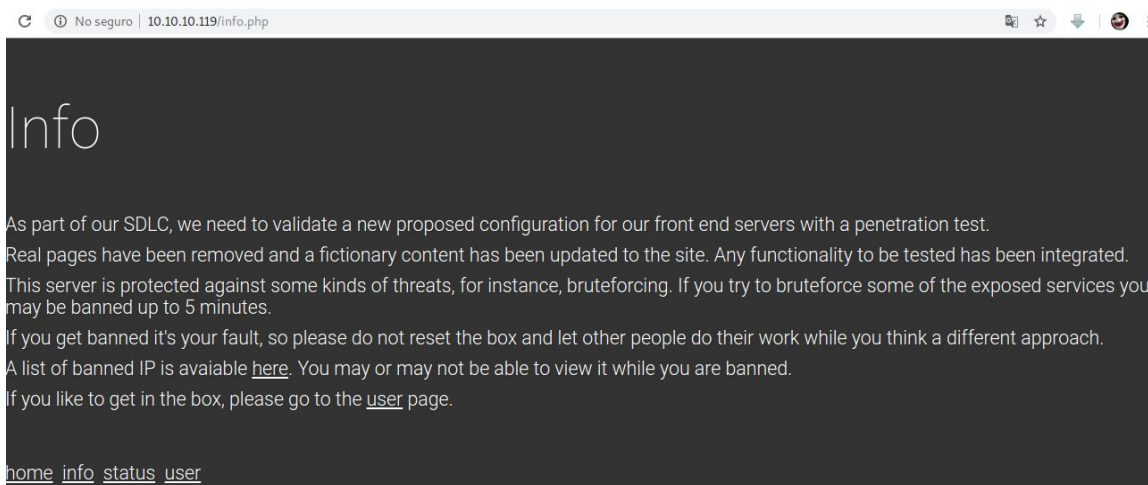 No seguro | 10.10.10.119/info.php
Info
As part of our SDLC, we need to validate a new proposed configuration for our front end servers with a penetration test.
Real pages have been removed and a fictionary content has been updated to the site. Any functionality to be tested has been integrated.
This server is protected against some kinds of threats, for instance, bruteforcing. If you try to bruteforce some of the exposed services you
may be banned up to 5 minutes.
If you get banned it's your fault, so please do not reset the box and let other people do their work while you think a different approach.
A list of banned IP is avaiable here. You may or may not be able to view it while you are banned.
If you like to get in the box, please go to the user page.
home info status user